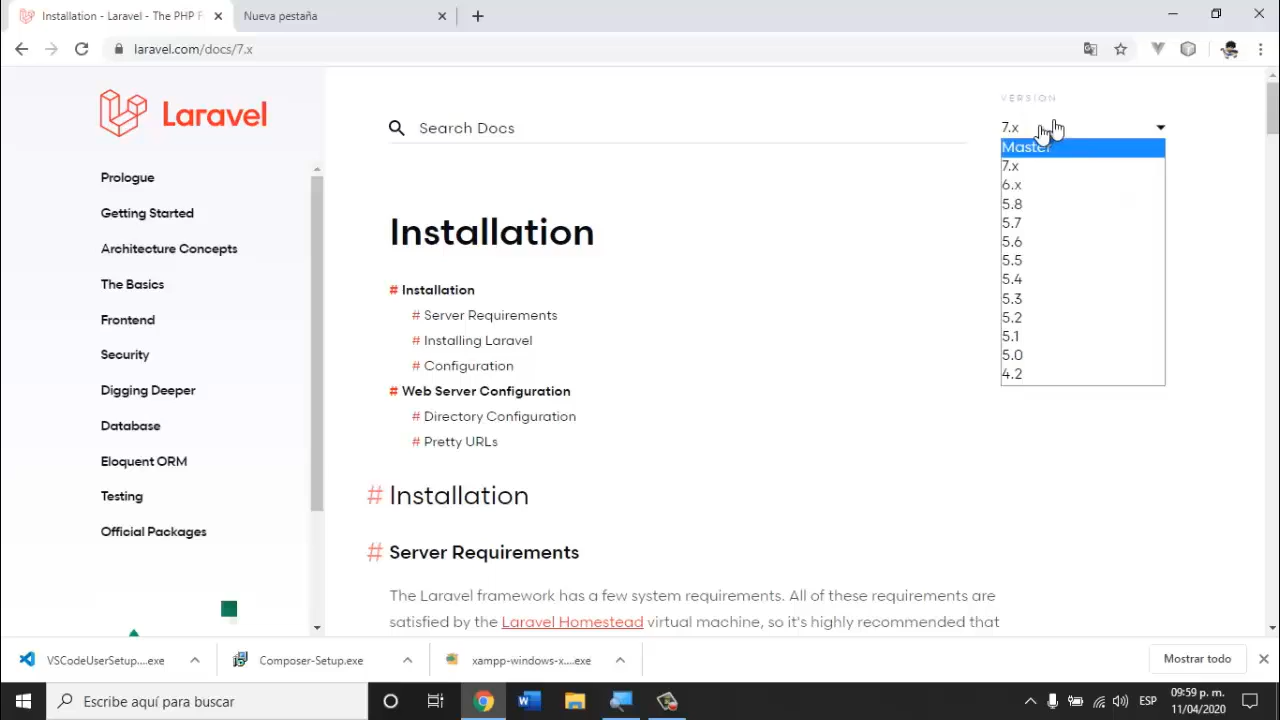 Installation - Laravel - The PHP F
Nueva pestaña
laravel.com/docs/7.x
Laravel
Prologue
Getting Started
Architecture Concepts
The Basics
Frontend
Security
Digging Deeper
Database
Eloquent ORM
Testing
Official Packages
Search Docs
VERSION
7.x
Master
7.x
6.x
5.8
5.7
5.6
5.5
5.4
5.3
5.2
5.1
5.0
4.2
Installation
# Installation
# Server Requirements
# Installing Laravel
# Configuration
# Web Server Configuration
# Directory Configuration
# Pretty URLs
# Installation
# Server Requirements
The Laravel framework has a few system requirements. All of these requirements are
satisfied by the Laravel Homestead virtual machine, so it's highly recommended that
VSCodeUserSetup....exe
Composer-Setup.exe
xampp-windows-x....exe
Mostrar todo
Escribe aquí para buscar
ESP
09:59 p. m.
11/04/2020